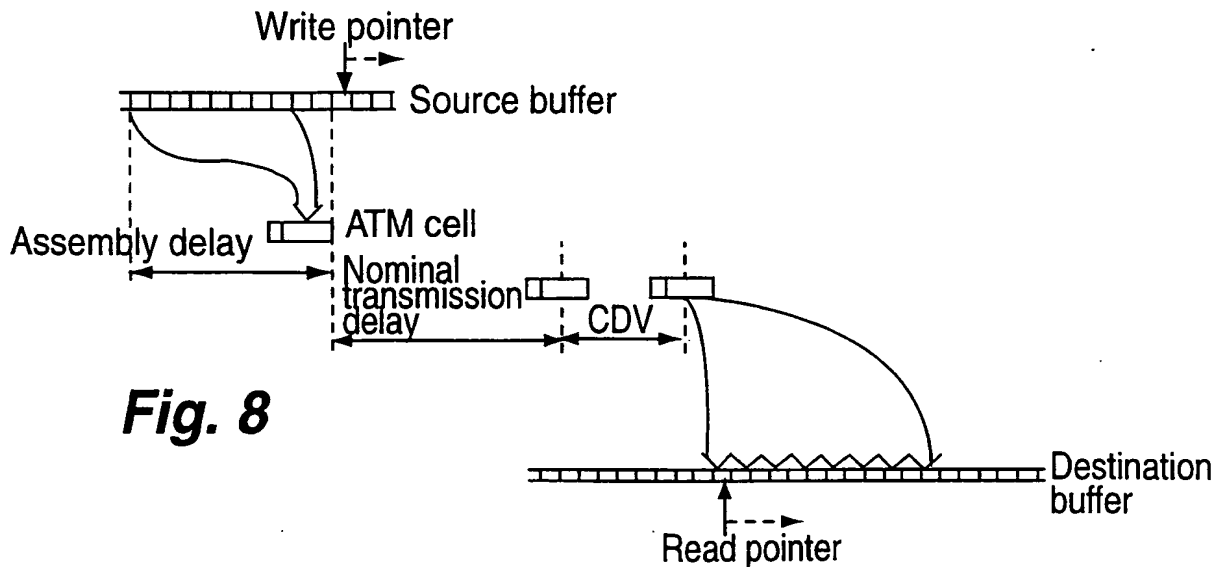 Write pointer
Source buffer
ATM cell
Assembly delay
Nominal
transmission
delay
CDV
Fig. 8
Destination
buffer
Read pointer